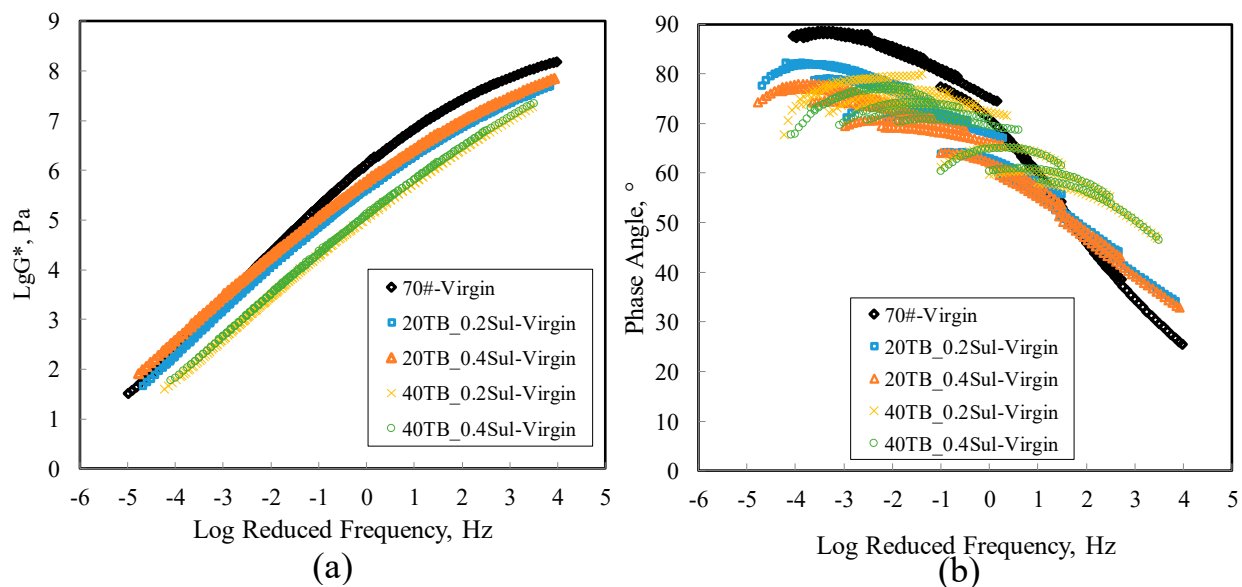 9
8
7
6
5
4
3
2
1
0
LgG*, Pa
70#-Virgin
20TB_0.2Sul-Virgin
20TB_0.4Sul-Virgin
40TB_0.2Sul-Virgin
40TB_0.4Sul-Virgin
-6 -5 -4 -3 -2 -1 0 1 2 3 4 5
Log Reduced Frequency, Hz
(a)
90
80
70
60
50
40
30
20
10
0
Phase Angle, °
70#-Virgin
20TB_0.2Sul-Virgin
20TB_0.4Sul-Virgin
40TB_0.2Sul-Virgin
40TB_0.4Sul-Virgin
-6 -5 -4 -3 -2 -1 0 1 2 3 4 5
Log Reduced Frequency, Hz
(b)